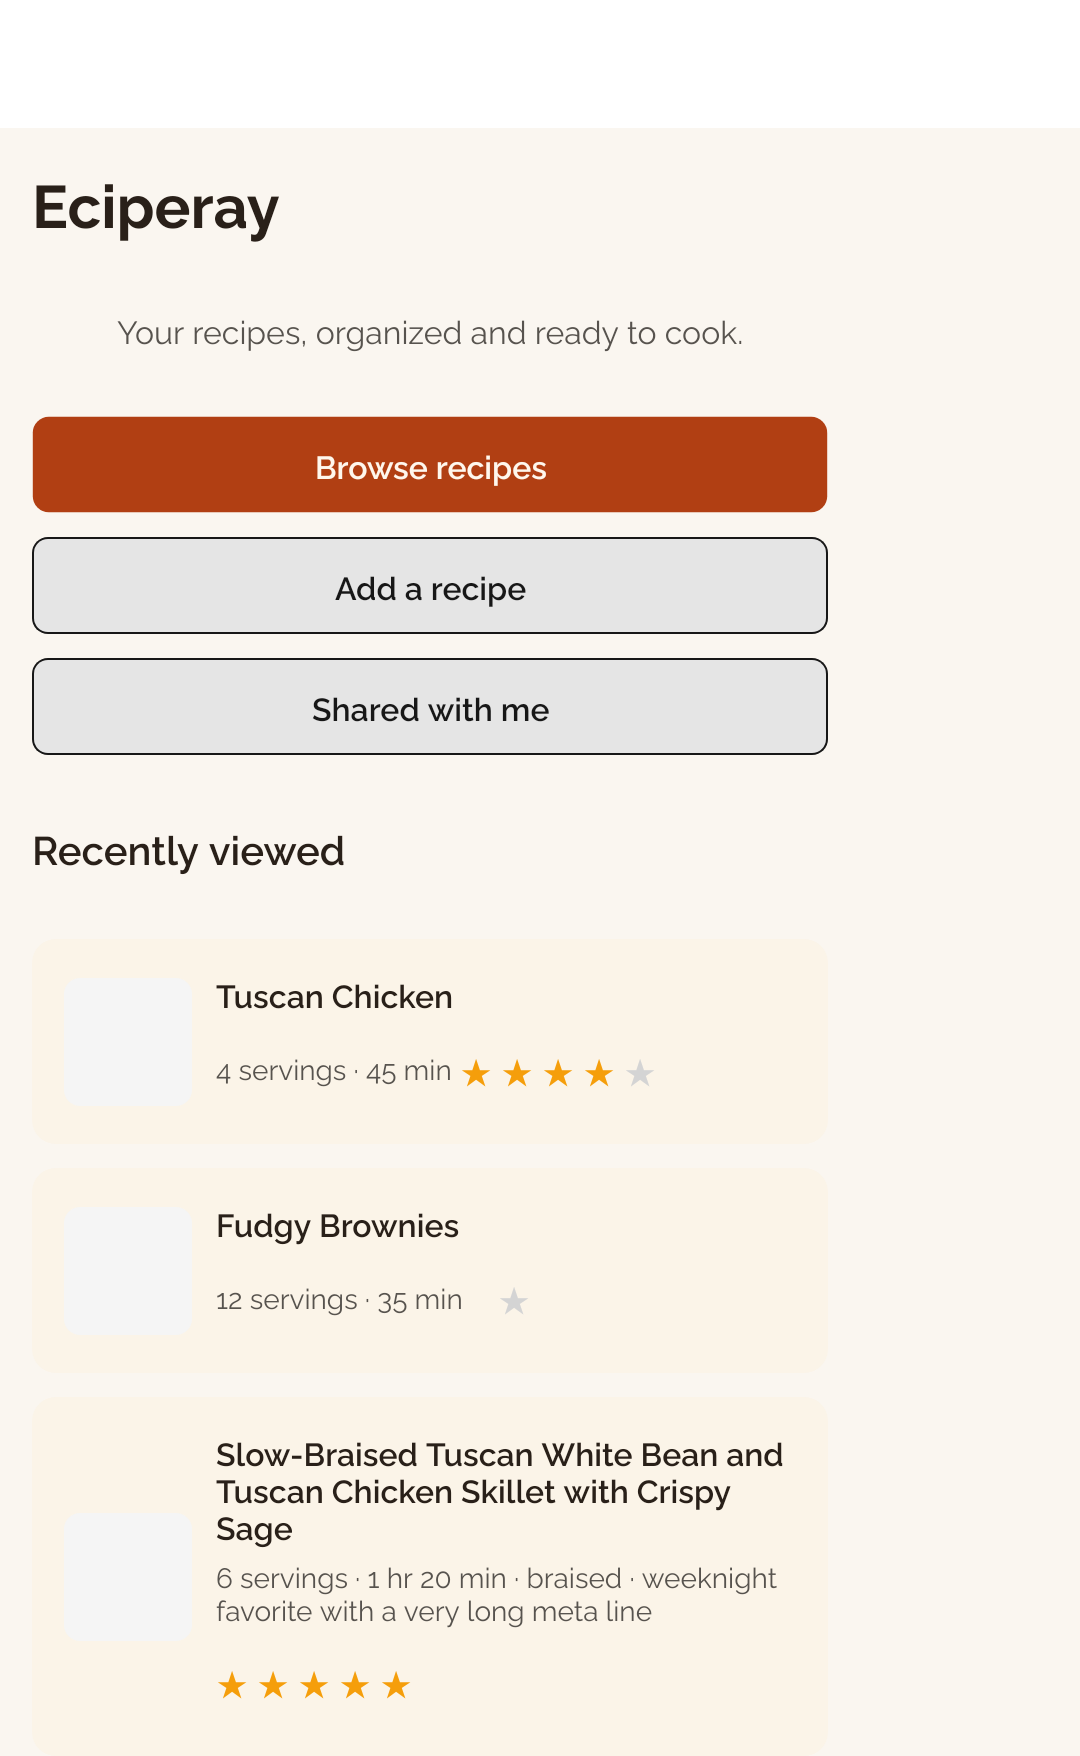 Eciperay
Your recipes, organized and ready to cook.
Browse recipes
Add a recipe
Shared with me
Recently viewed
Tuscan Chicken
4 servings · 45 min ★ ★ ★ ★ ★
Fudgy Brownies
12 servings · 35 min ★
Slow-Braised Tuscan White Bean and
Tuscan Chicken Skillet with Crispy
Sage
6 servings · 1 hr 20 min · braised · weeknight
favorite with a very long meta line
★ ★ ★ ★ ★